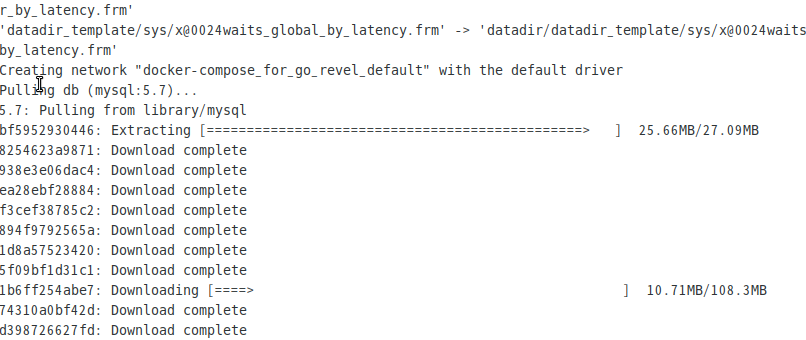 r_by_latency.frm'
'datadir_template/sys/x@0024waits_global_by_latency.frm' -> 'datadir/datadir_template/sys/x@0024waits
by_latency.frm'
Creating network "docker-compose_for_go_revel_default" with the default driver
Pulling db (mysql:5.7)...
5.7: Pulling from library/mysql
bf5952930446: Extracting [===============================================>   ]  25.66MB/27.09MB
8254623a9871: Download complete
938e3e06dac4: Download complete
ea28ebf28884: Download complete
f3cef38785c2: Download complete
894f9792565a: Download complete
1d8a57523420: Download complete
5f09bf1d31c1: Download complete
1b6ff254abe7: Downloading [====>                                              ]  10.71MB/108.3MB
74310a0bf42d: Download complete
d398726627fd: Download complete